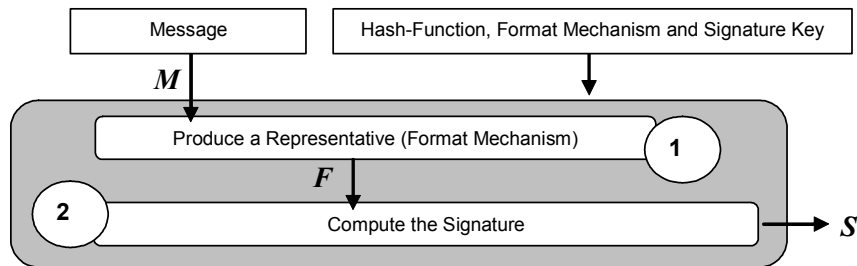 Message
Hash-Function, Format Mechanism and Signature Key
M
Produce a Representative (Format Mechanism)
1
F
2
Compute the Signature
S